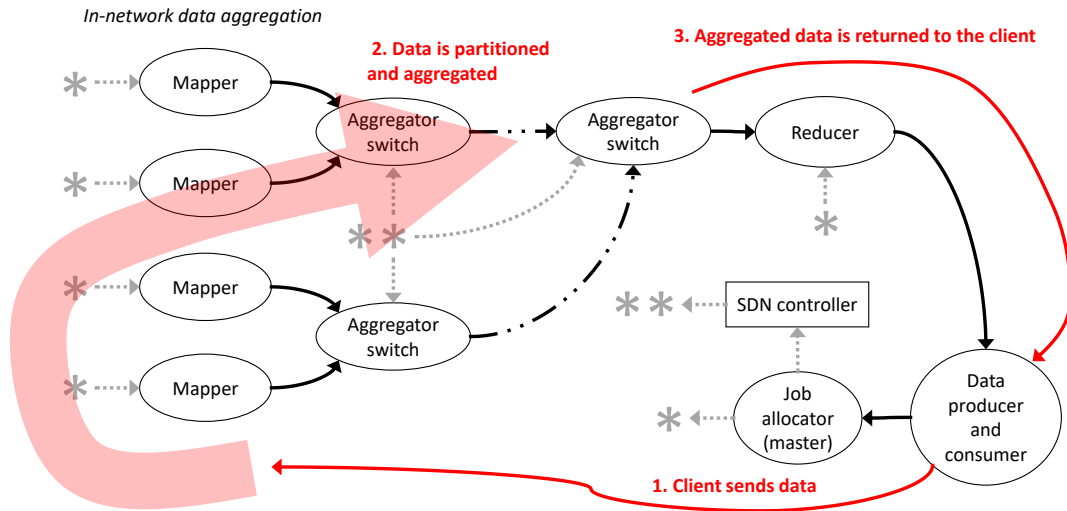 In-network data aggregation
2. Data is partitioned
and aggregated
3. Aggregated data is returned to the client
*
Mapper
Aggregator
switch
Aggregator
switch
Reducer
*
Mapper
* *
*
*
Mapper
Aggregator
switch
* *
SDN controller
*
Mapper
*
Job
allocator
(master)
Data
producer
and
consumer
1. Client sends data